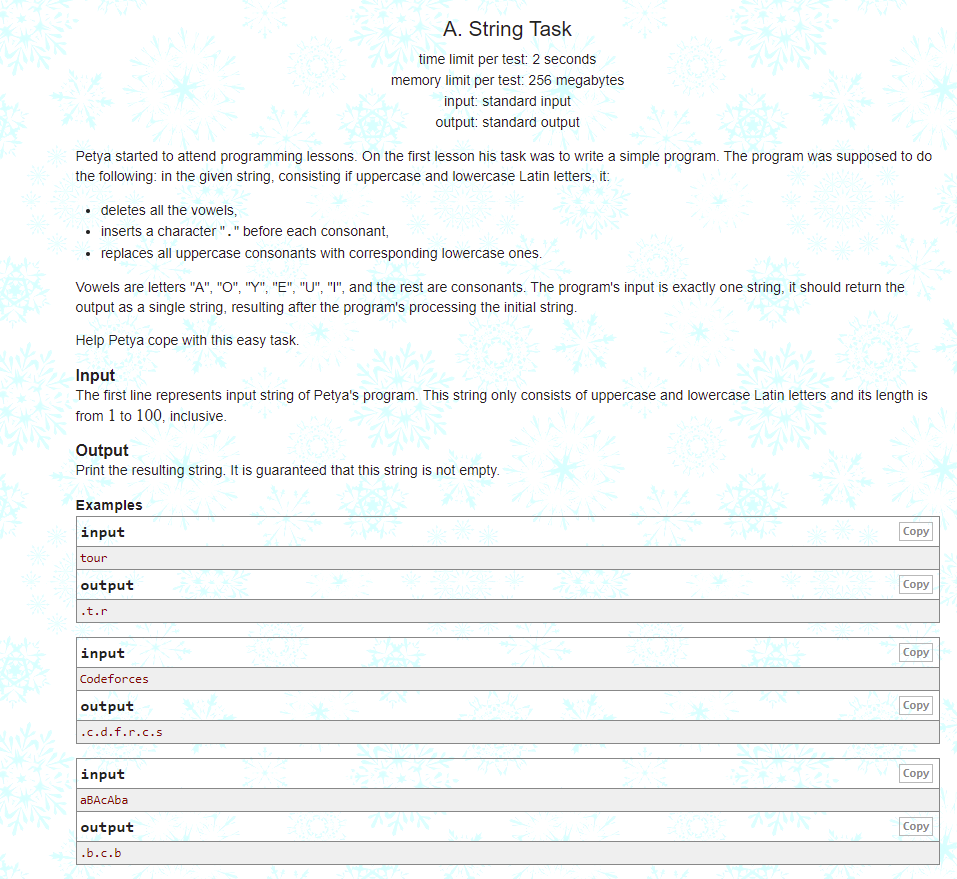 A. String Task
time limit per test: 2 seconds
memory limit per test: 256 megabytes
input: standard input
output: standard output
Petya started to attend programming lessons. On the first lesson his task was to write a simple program. The program was supposed to do
the following: in the given string, consisting if uppercase and lowercase Latin letters, it:
• deletes all the vowels,
• inserts a character "." before each consonant,
• replaces all uppercase consonants with corresponding lowercase ones.
Vowels are letters "A", "O", "Y", "E", "U", "I", and the rest are consonants. The program's input is exactly one string, it should return the
output as a single string, resulting after the program's processing the initial string.
Help Petya cope with this easy task.
Input
The first line represents input string of Petya's program. This string only consists of uppercase and lowercase Latin letters and its length is
from 1 to 100, inclusive.
Output
Print the resulting string. It is guaranteed that this string is not empty.
Examples
input Copy
tour
output Copy
.t.r
input Copy
Codeforces
output Copy
.c.d.f.r.c.s
input Copy
aBAcAba
output Copy
.b.c.b